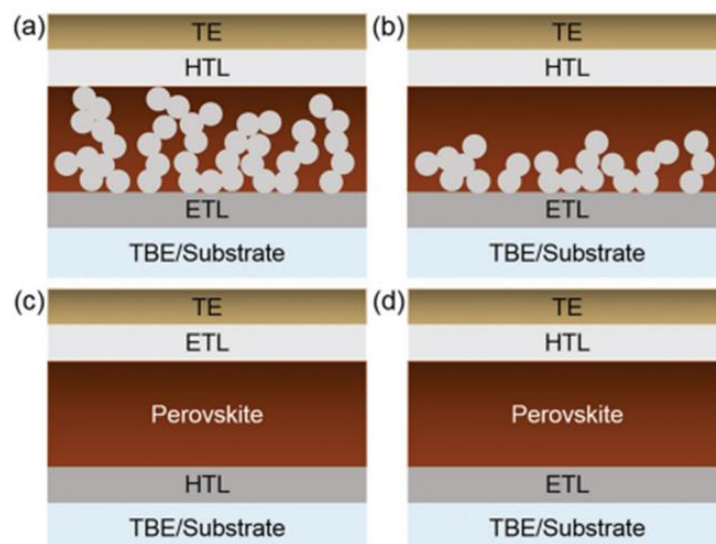 (a)
TE
HTL
ETL
TBE/Substrate
(b)
TE
HTL
ETL
TBE/Substrate
(c)
TE
ETL
Perovskite
HTL
TBE/Substrate
(d)
TE
HTL
Perovskite
ETL
TBE/Substrate